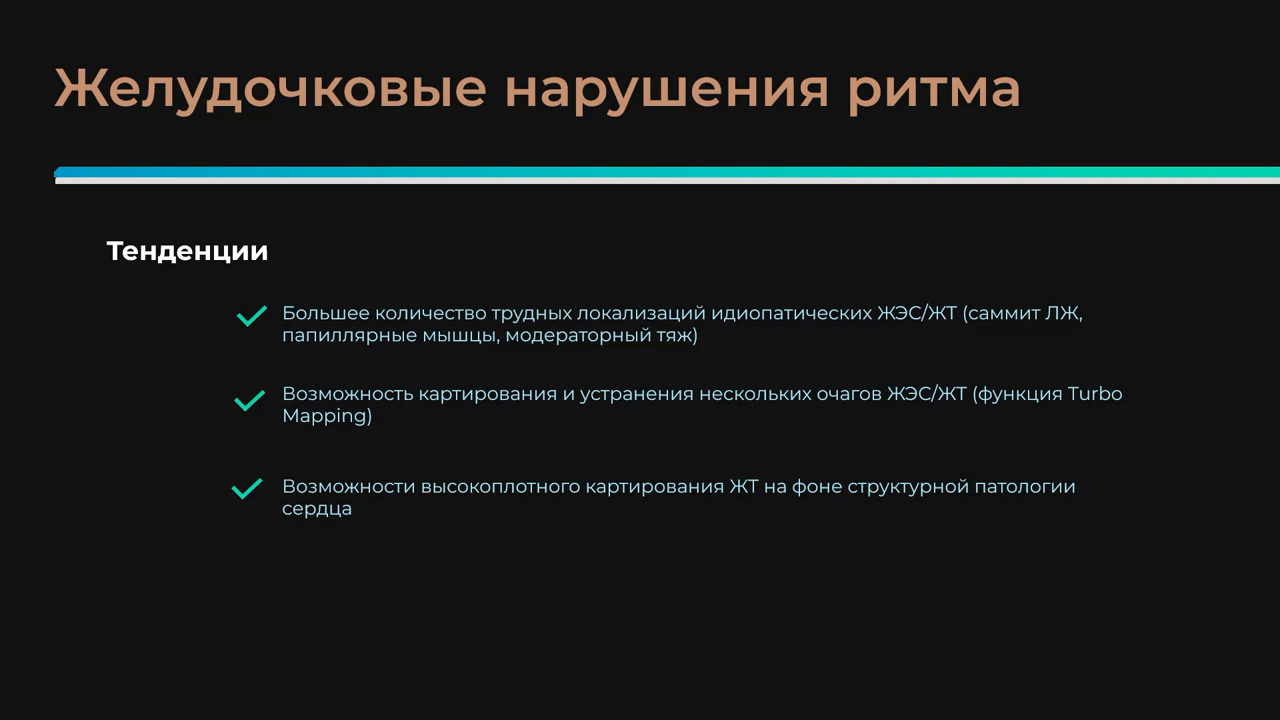 Желудочковые нарушения ритма
Тенденции
Большее количество трудных локализаций идиопатических ЖЭС/ЖТ (саммит ЛЖ,
папиллярные мышцы, модераторный тяж)
Возможность картирования и устранения нескольких очагов ЖЭС/ЖТ (функция Turbo
Mapping)
Возможности высокоплотного картирования ЖТ на фоне структурной патологии
сердца